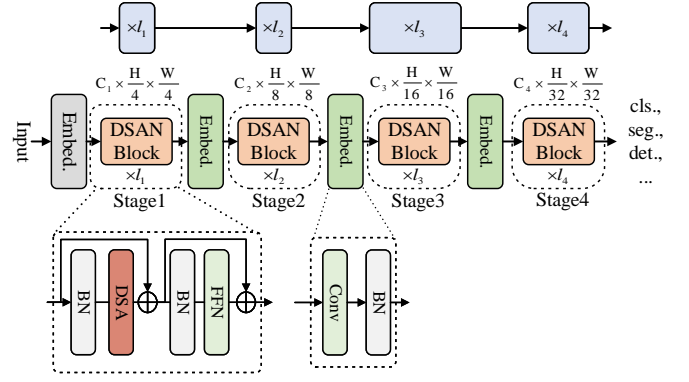 ×l₁ ×l₂ ×l₃ ×l₄
C₁ × H/4 × W/4 C₂ × H/8 × W/8 C₃ × H/16 × W/16 C₄ × H/32 × W/32
Input
Embed.
DSAN
Block
×l₁
Stage1
Embed.
DSAN
Block
×l₂
Stage2
Embed.
DSAN
Block
×l₃
Stage3
Embed.
DSAN
Block
×l₄
Stage4
cls.,
seg.,
det.,
...
BN
DSA
BN
FFN
Conv
BN